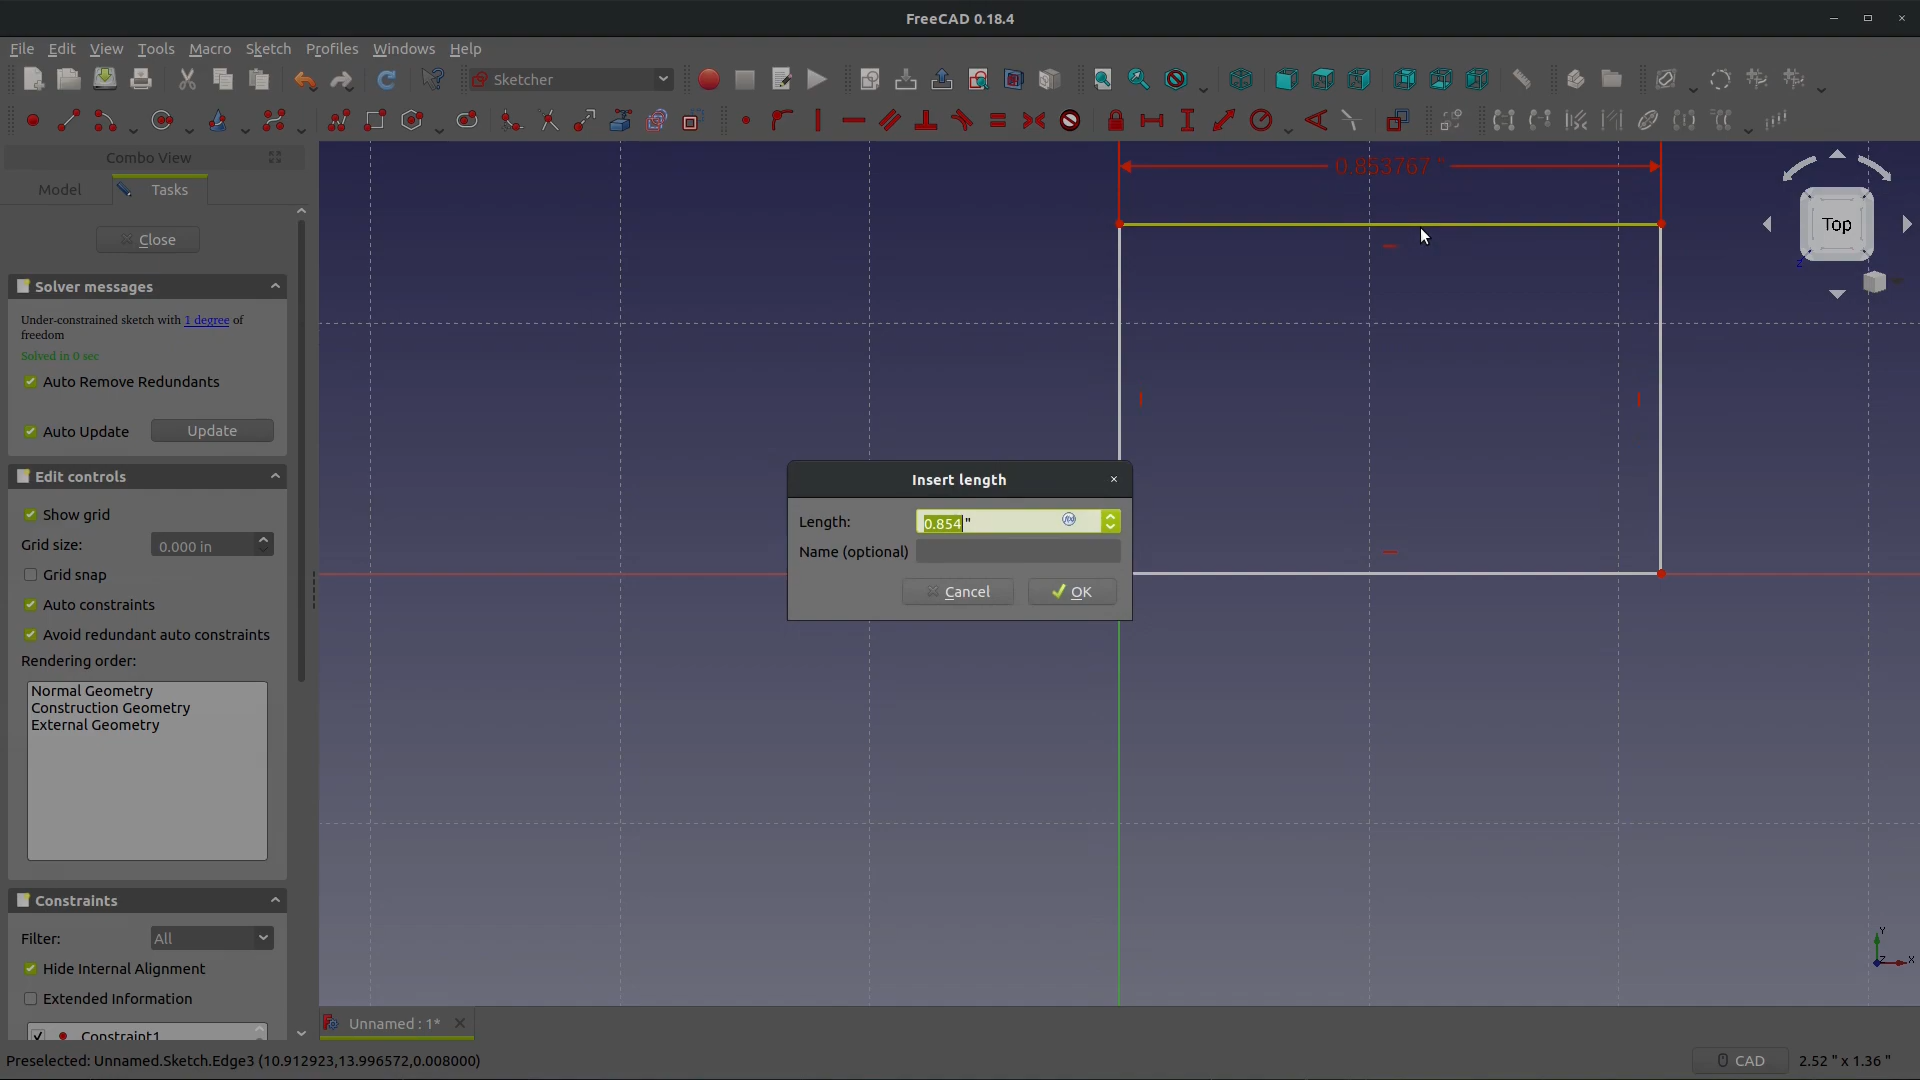 FreeCAD 0.18.4
File Edit View Tools Macro Sketch Profiles Windows Help
Sketcher
Combo View
Model Tasks
Close
Solver messages
Under-constrained sketch with 1 degree of
freedom
Solved in 0 sec
Auto Remove Redundants
Auto Update Update
Edit controls
Show grid
Grid size: 0.000 in
Grid snap
Auto constraints
Avoid redundant auto constraints
Rendering order:
Normal Geometry
Construction Geometry
External Geometry
Constraints
Filter: All
Hide Internal Alignment
Extended Information
Constraint1
0.853767 "
Top
Z
Insert length
Length: 0.854 "
Name (optional)
Cancel OK
Y
Z X
Unnamed : 1*
Preselected: Unnamed.Sketch.Edge3 (10.912923,13.996572,0.008000)
CAD 2.52 " x 1.36 "